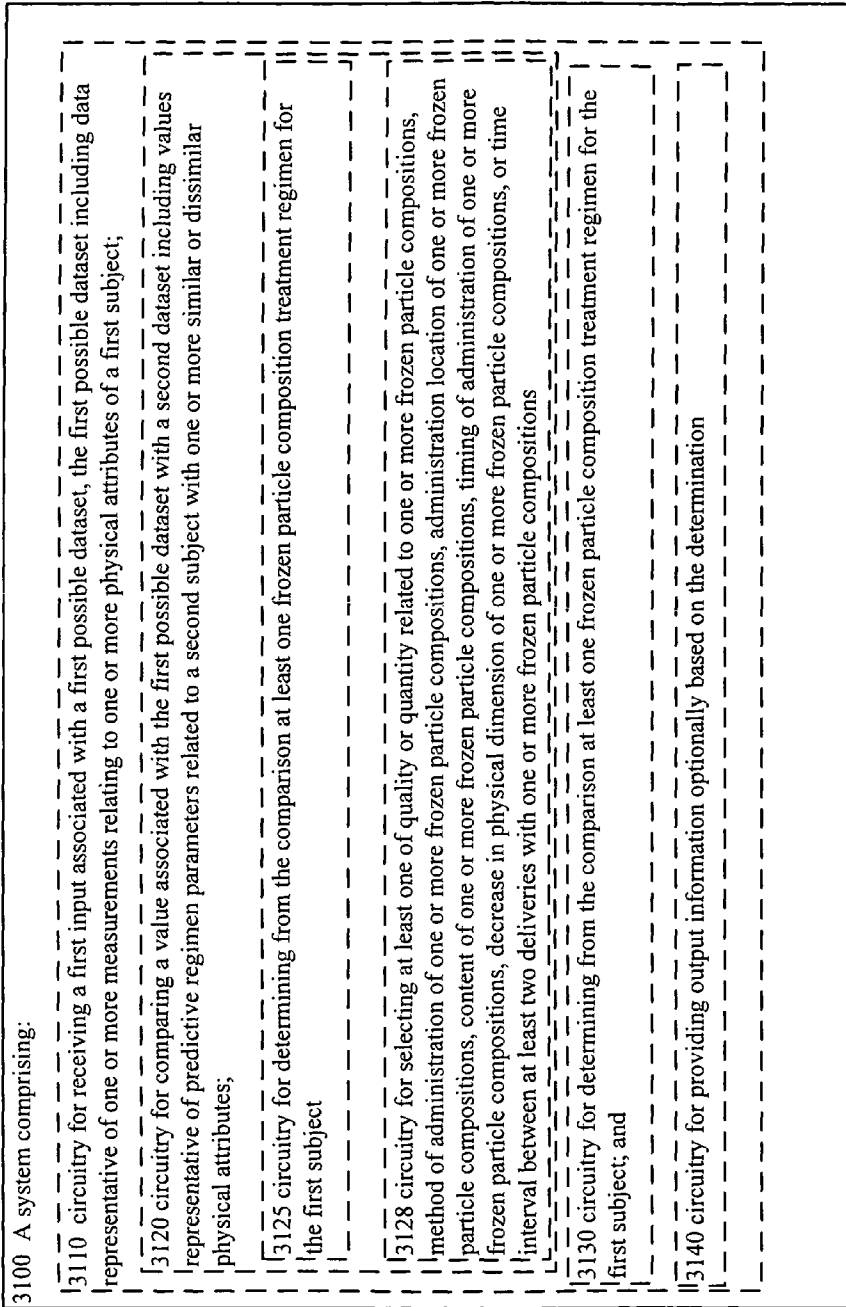 3100 A system comprising:
3110 circuitry for receiving a first input associated with a first possible dataset, the first possible dataset including data
representative of one or more measurements relating to one or more physical attributes of a first subject;
3120 circuitry for comparing a value associated with the first possible dataset with a second dataset including values
representative of predictive regimen parameters related to a second subject with one or more similar or dissimilar
physical attributes;
3125 circuitry for determining from the comparison at least one frozen particle composition treatment regimen for
the first subject
3128 circuitry for selecting at least one of quality or quantity related to one or more frozen particle compositions,
method of administration of one or more frozen particle compositions, administration location of one or more frozen
particle compositions, content of one or more frozen particle compositions, timing of administration of one or more
frozen particle compositions, decrease in physical dimension of one or more frozen particle compositions, or time
interval between at least two deliveries with one or more frozen particle compositions
3130 circuitry for determining from the comparison at least one frozen particle composition treatment regimen for the
first subject; and
3140 circuitry for providing output information optionally based on the determination